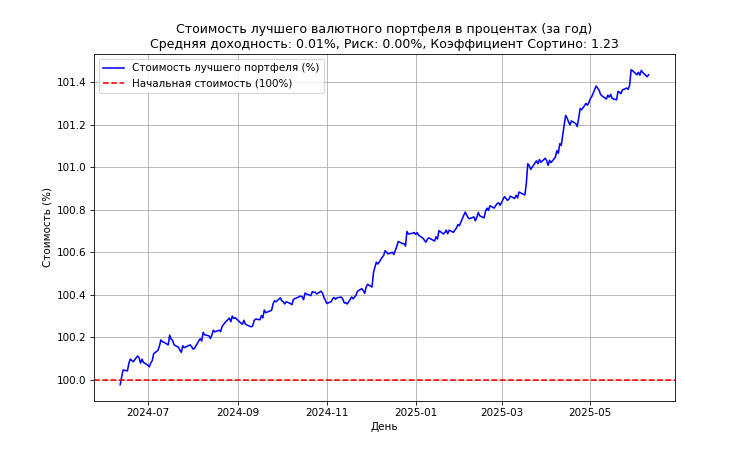 Стоимость лучшего валютного портфеля в процентах (за год)
Средняя доходность: 0.01%, Риск: 0.00%, Коэффициент Сортино: 1.23
Стоимость лучшего портфеля (%)
Начальная стоимость (100%)
Стоимость (%)
101.4
101.2
101.0
100.8
100.6
100.4
100.2
100.0
2024-07
2024-09
2024-11
2025-01
2025-03
2025-05
День